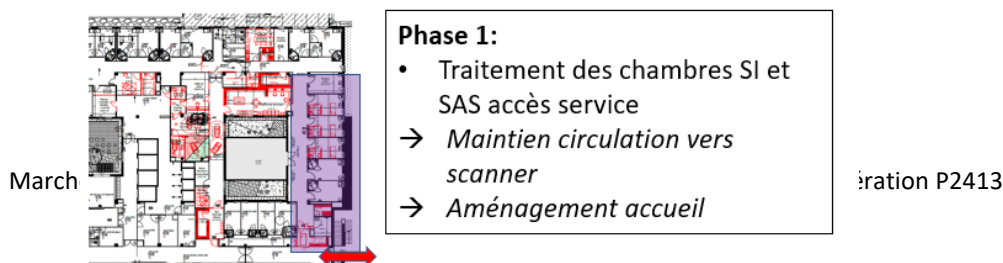 Phase 1:
• Traitement des chambres SI et
SAS accès service
→ Maintien circulation vers
scanner
→ Aménagement accueil
March
ération P2413